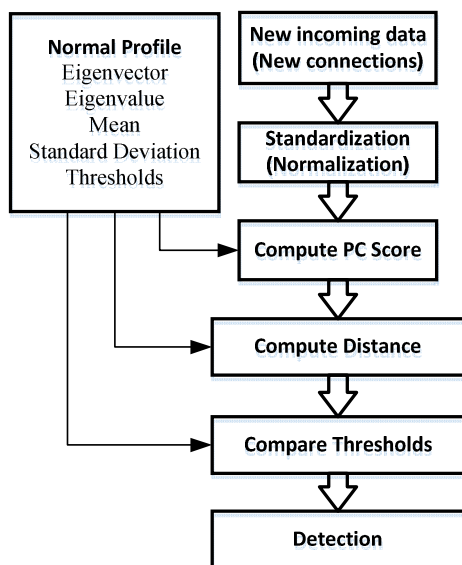 Normal Profile
Eigenvector
Eigenvalue
Mean
Standard Deviation
Thresholds
New incoming data
(New connections)
Standardization
(Normalization)
Compute PC Score
Compute Distance
Compare Thresholds
Detection